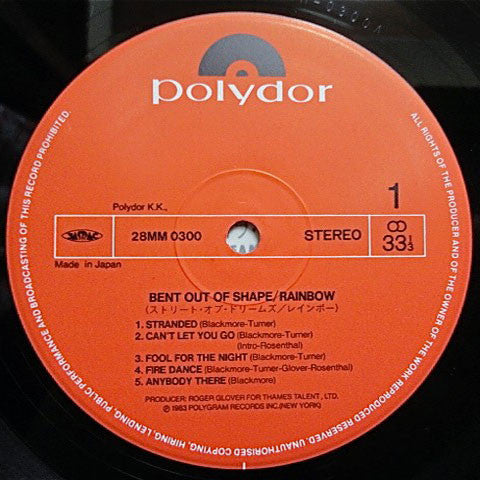 polydor
Polydor K.K.,
1
28MM 0300
STEREO
33⅓
Made in Japan
BENT OUT OF SHAPE/RAINBOW
(ストリート・オブ・ドリームズ/レインボー)
1. STRANDED (Blackmore-Turner)
2. CAN'T LET YOU GO (Blackmore-Turner)
(Intro-Rosenthal)
3. FOOL FOR THE NIGHT (Blackmore-Turner)
4. FIRE DANCE (Blackmore-Turner-Glover-Rosenthal)
5. ANYBODY THERE (Blackmore)
PRODUCER: ROGER GLOVER FOR THAMES TALENT, LTD.
℗ 1983 POLYGRAM RECORDS INC.(NEW YORK)
ALL RIGHTS OF THE PRODUCER AND OF THE OWNER OF THE WORK REPRODUCED RESERVED. UNAUTHORISED COPYING, HIRING, LENDING, PUBLIC PERFORMANCE AND BROADCASTING OF THIS RECORD PROHIBITED.